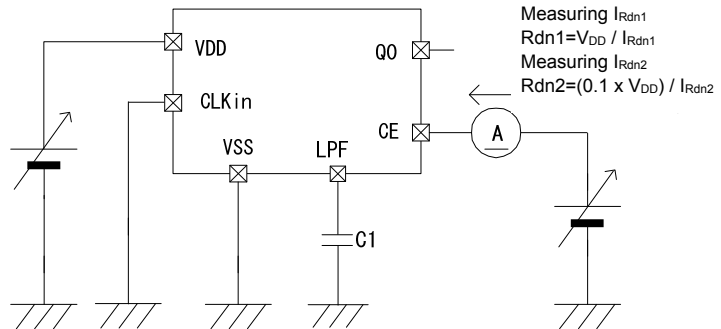 Measuring IRdn1
Rdn1=VDD / IRdn1
Measuring IRdn2
Rdn2=(0.1 x VDD) / IRdn2
VDD
QO
CLKin
CE
A
VSS
LPF
C1